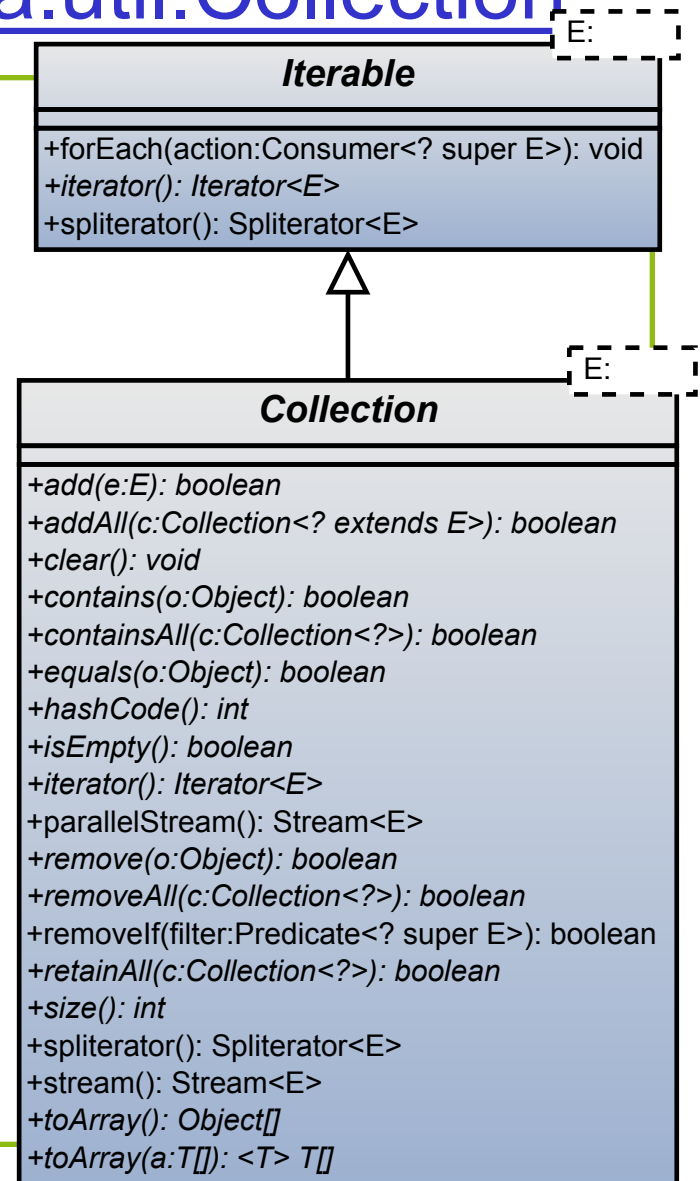 a.util.Collection
E:
Iterable
+forEach(action:Consumer<? super E>): void
+iterator(): Iterator<E>
+spliterator(): Spliterator<E>
E:
Collection
+add(e:E): boolean
+addAll(c:Collection<? extends E>): boolean
+clear(): void
+contains(o:Object): boolean
+containsAll(c:Collection<?>): boolean
+equals(o:Object): boolean
+hashCode(): int
+isEmpty(): boolean
+iterator(): Iterator<E>
+parallelStream(): Stream<E>
+remove(o:Object): boolean
+removeAll(c:Collection<?>): boolean
+removeIf(filter:Predicate<? super E>): boolean
+retainAll(c:Collection<?>): boolean
+size(): int
+spliterator(): Spliterator<E>
+stream(): Stream<E>
+toArray(): Object[]
+toArray(a:T[]): <T> T[]